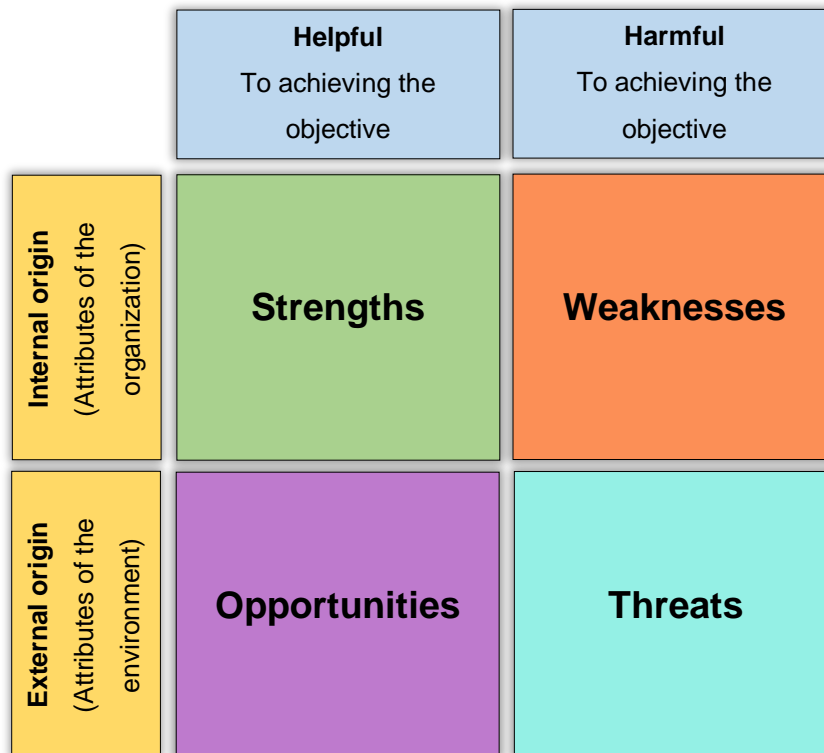 Helpful
To achieving the
objective
Harmful
To achieving the
objective
Internal origin
(Attributes of the
organization)
Strengths
Weaknesses
External origin
(Attributes of the
environment)
Opportunities
Threats